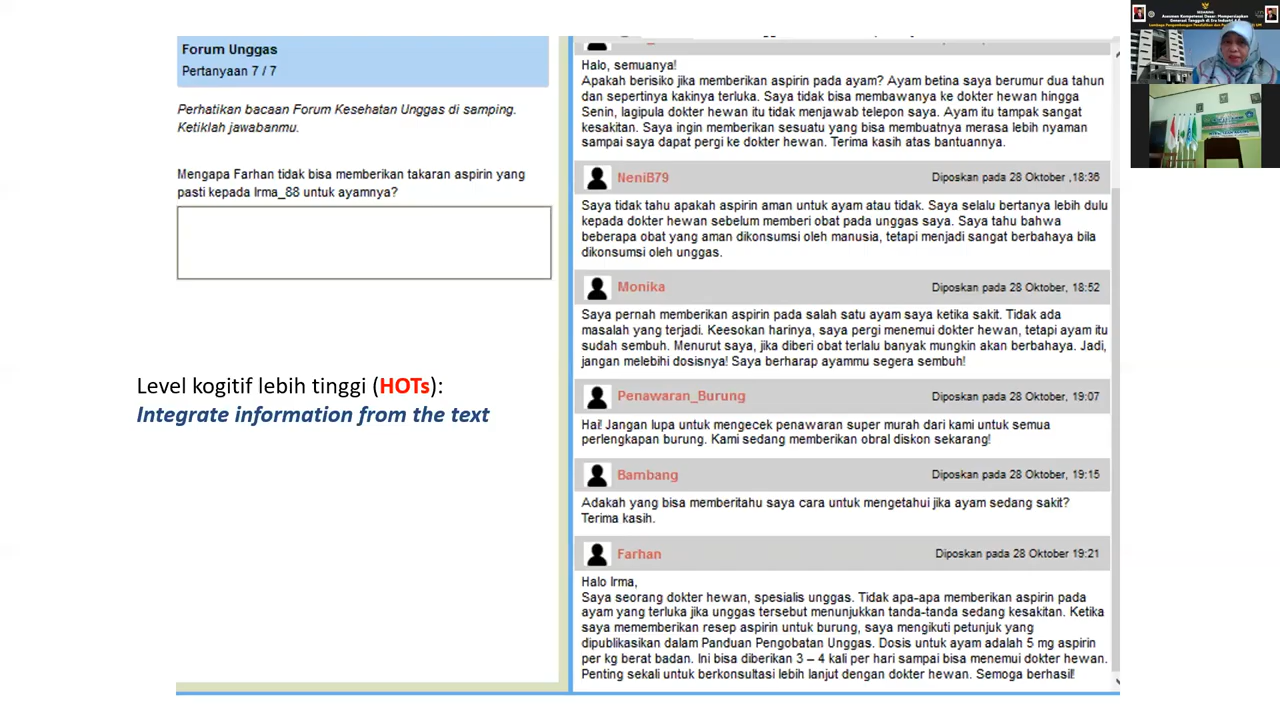 Forum Unggas
Pertanyaan 7 / 7
Perhatikan bacaan Forum Kesehatan Unggas di samping.
Ketiklah jawabanmu.
Mengapa Farhan tidak bisa memberikan takaran aspirin yang
pasti kepada Irma_88 untuk ayamnya?
Level kogitif lebih tinggi (HOTs):
Integrate information from the text
Halo, semuanya!
Apakah berisiko jika memberikan aspirin pada ayam? Ayam betina saya berumur dua tahun
dan sepertinya kakinya terluka. Saya tidak bisa membawanya ke dokter hewan hingga
Senin, lagipula dokter hewan itu tidak menjawab telepon saya. Ayam itu tampak sangat
kesakitan. Saya ingin memberikan sesuatu yang bisa membuatnya merasa lebih nyaman
sampai saya dapat pergi ke dokter hewan. Terima kasih atas bantuannya.
NeniB79 Diposkan pada 28 Oktober ,18:36
Saya tidak tahu apakah aspirin aman untuk ayam atau tidak. Saya selalu bertanya lebih dulu
kepada dokter hewan sebelum memberi obat pada unggas saya. Saya tahu bahwa
beberapa obat yang aman dikonsumsi oleh manusia, tetapi menjadi sangat berbahaya bila
dikonsumsi oleh unggas.
Monika Diposkan pada 28 Oktober, 18:52
Saya pernah memberikan aspirin pada salah satu ayam saya ketika sakit. Tidak ada
masalah yang terjadi. Keesokan harinya, saya pergi menemui dokter hewan, tetapi ayam itu
sudah sembuh. Menurut saya, jika diberi obat terlalu banyak mungkin akan berbahaya. Jadi,
jangan melebihi dosisnya! Saya berharap ayammu segera sembuh!
Penawaran_Burung Diposkan pada 28 Oktober, 19:07
Hai! Jangan lupa untuk mengecek penawaran super murah dari kami untuk semua
perlengkapan burung. Kami sedang memberikan obral diskon sekarang!
Bambang Diposkan pada 28 Oktober, 19:15
Adakah yang bisa memberitahu saya cara untuk mengetahui jika ayam sedang sakit?
Terima kasih.
Farhan Diposkan pada 28 Oktober 19:21
Halo Irma,
Saya seorang dokter hewan, spesialis unggas. Tidak apa-apa memberikan aspirin pada
ayam yang terluka jika unggas tersebut menunjukkan tanda-tanda sedang kesakitan. Ketika
saya mememberikan resep aspirin untuk burung, saya mengikuti petunjuk yang
dipublikasikan dalam Panduan Pengobatan Unggas. Dosis untuk ayam adalah 5 mg aspirin
per kg berat badan. Ini bisa diberikan 3 – 4 kali per hari sampai bisa menemui dokter hewan.
Penting sekali untuk berkonsultasi lebih lanjut dengan dokter hewan. Semoga berhasil!